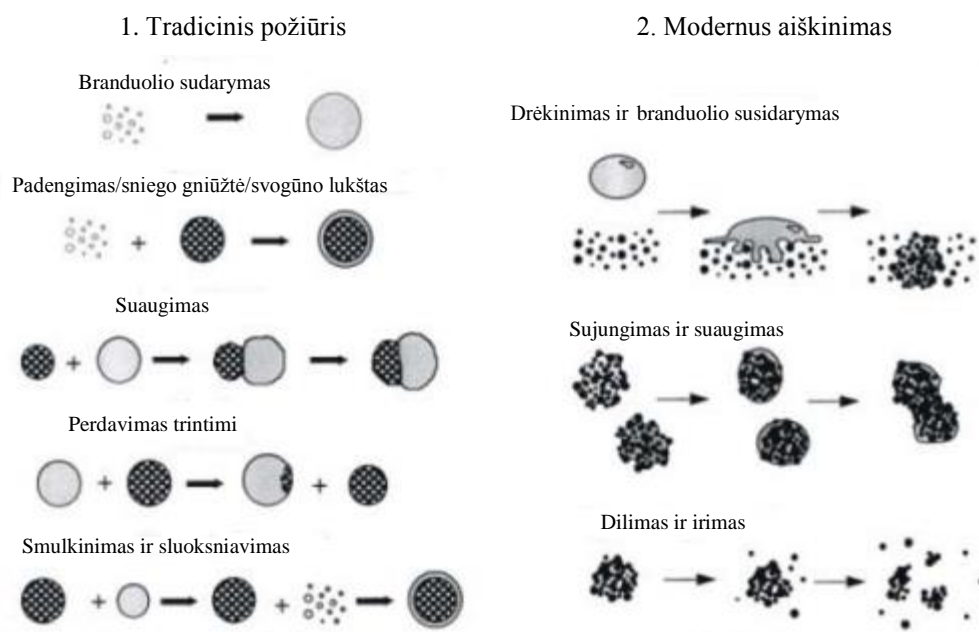 1. Tradicinis požiūris
Branduolio sudarymas
Padengimas/sniego gniūžtė/svogūno lukštas
+
Suaugimas
+
Perdavimas trintimi
+ +
Smulkinimas ir sluoksniavimas
+ +
2. Modernus aiškinimas
Drėkinimas ir branduolio susidarymas
Sujungimas ir suaugimas
Dilimas ir irimas